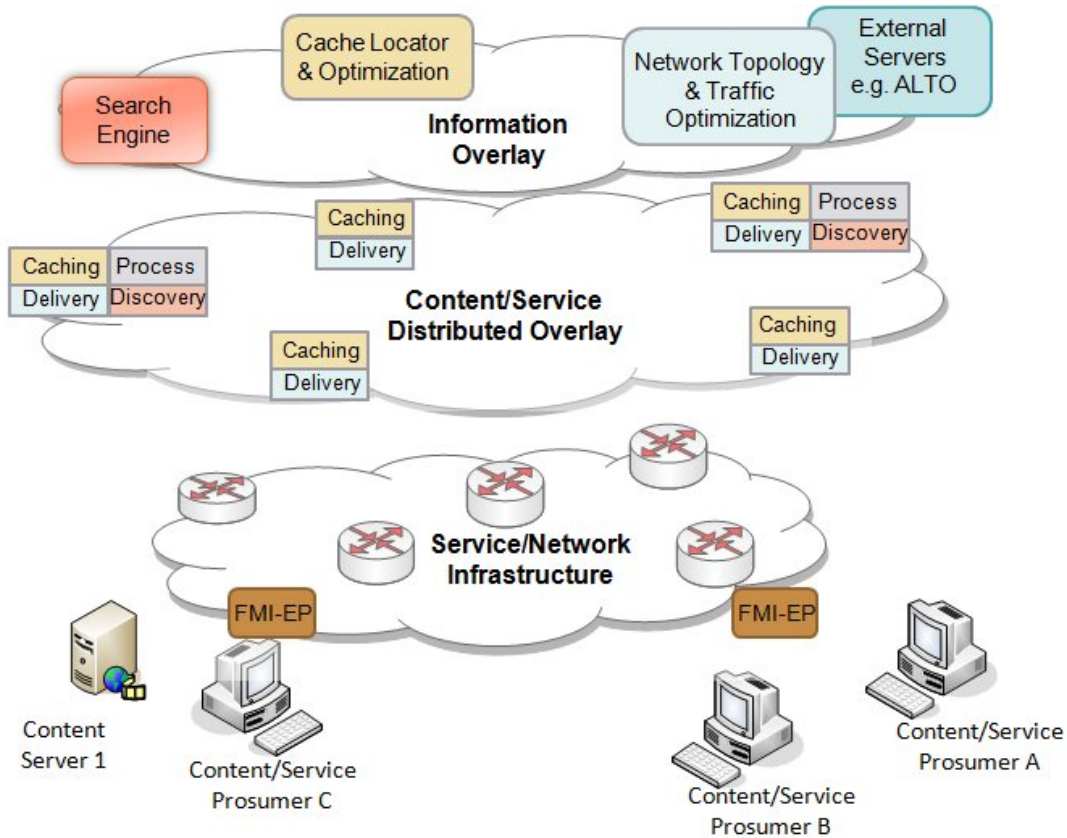 Search
Engine
Cache Locator
& Optimization
Network Topology
& Traffic
Optimization
External
Servers
e.g. ALTO
Information
Overlay
Caching
Delivery
Caching Process
Delivery Discovery
Caching Process
Delivery Discovery
Content/Service
Distributed Overlay
Caching
Delivery
Caching
Delivery
Service/Network
Infrastructure
FMI-EP
FMI-EP
Content
Server 1
Content/Service
Prosumer C
Content/Service
Prosumer B
Content/Service
Prosumer A